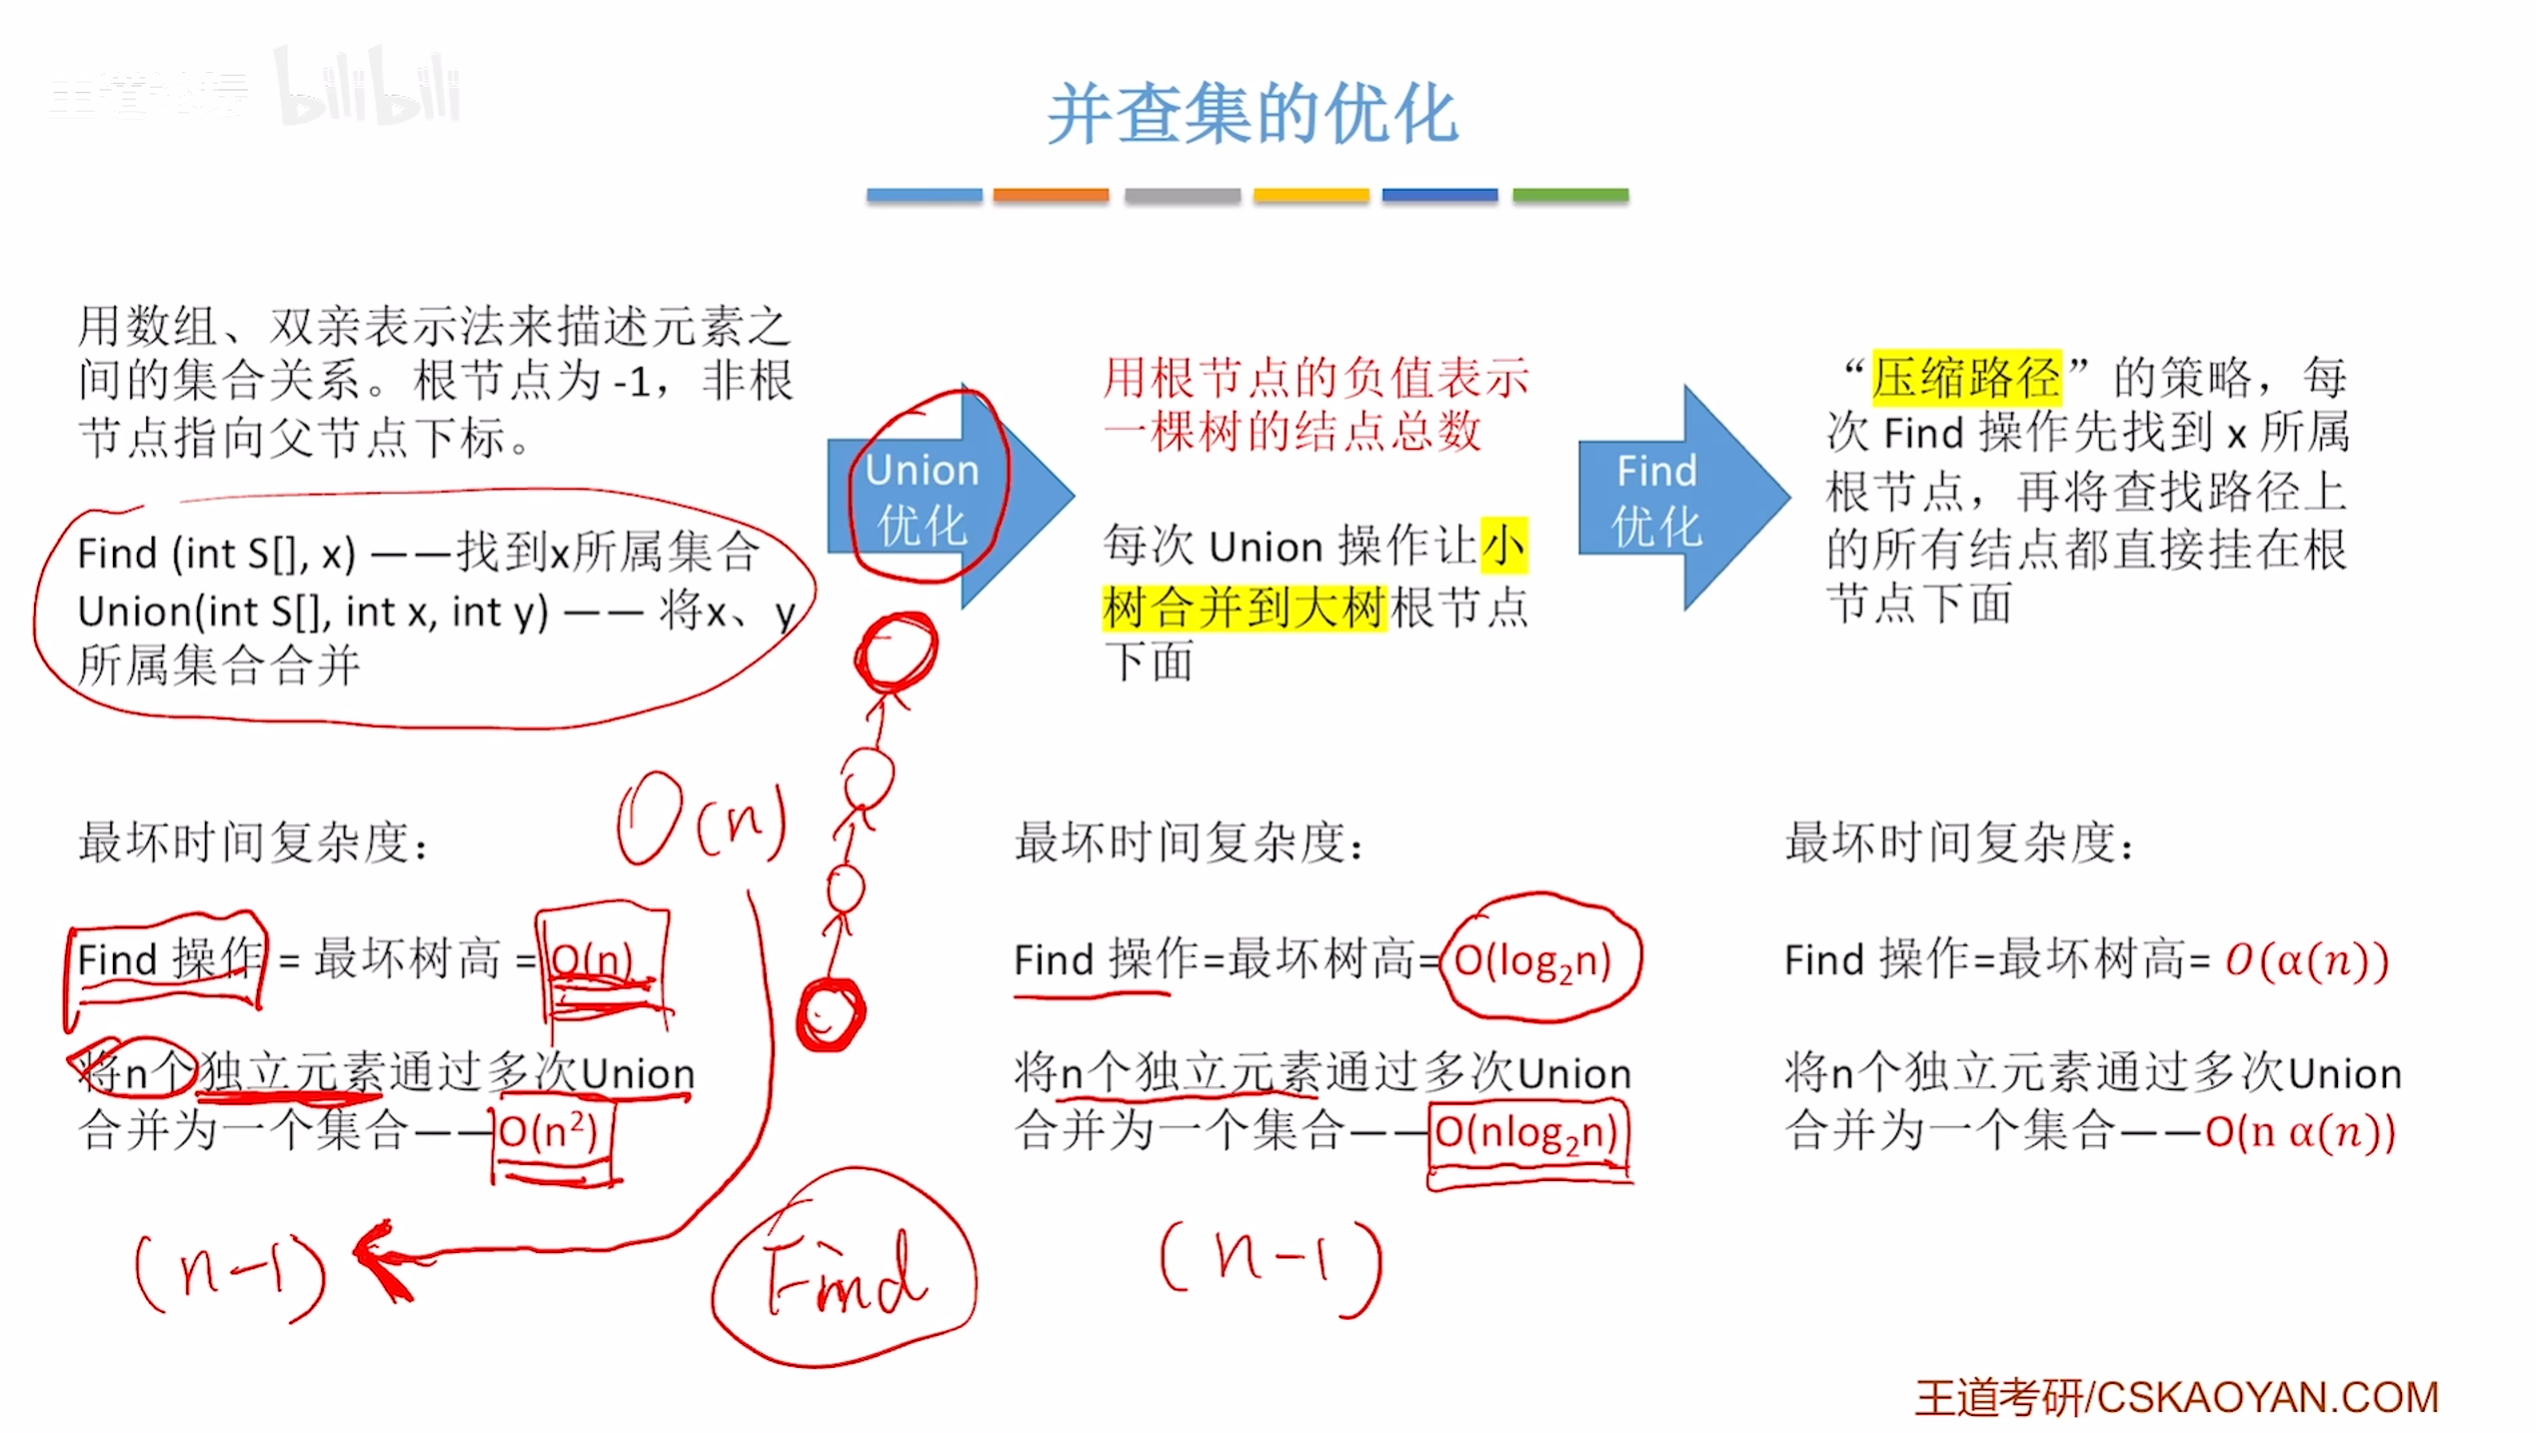 bilibili
并查集的优化
用数组、双亲表示法来描述元素之
间的集合关系。根节点为 -1，非根
节点指向父节点下标。
Find (int S[], x) ——找到x所属集合
Union(int S[], int x, int y) —— 将x、y
所属集合合并
最坏时间复杂度：
O(n)
Find 操作 = 最坏树高 = O(n)
将n个独立元素通过多次Union
合并为一个集合——O(n²)
(n-1)
Find
Union
优化
用根节点的负值表示
一棵树的结点总数
每次 Union 操作让小
树合并到大树根节点
下面
最坏时间复杂度：
Find 操作=最坏树高=O(log₂n)
将n个独立元素通过多次Union
合并为一个集合——O(nlog₂n)
(n-1)
Find
优化
“压缩路径”的策略，每
次 Find 操作先找到 x 所属
根节点，再将查找路径上
的所有结点都直接挂在根
节点下面
最坏时间复杂度：
Find 操作=最坏树高= O(α(n))
将n个独立元素通过多次Union
合并为一个集合——O(n α(n))
王道考研/CSKAOYAN.COM